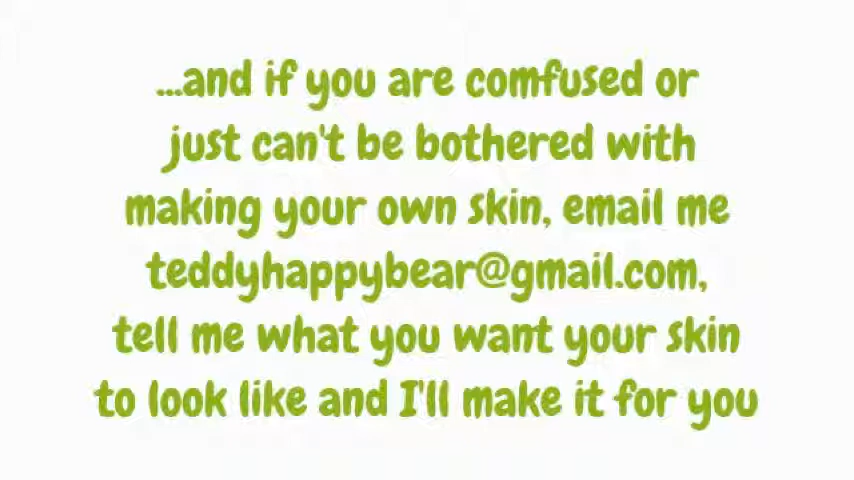 ...and if you are comfused or
just can't be bothered with
making your own skin, email me
teddyhappybear@gmail.com,
tell me what you want your skin
to look like and I'll make it for you